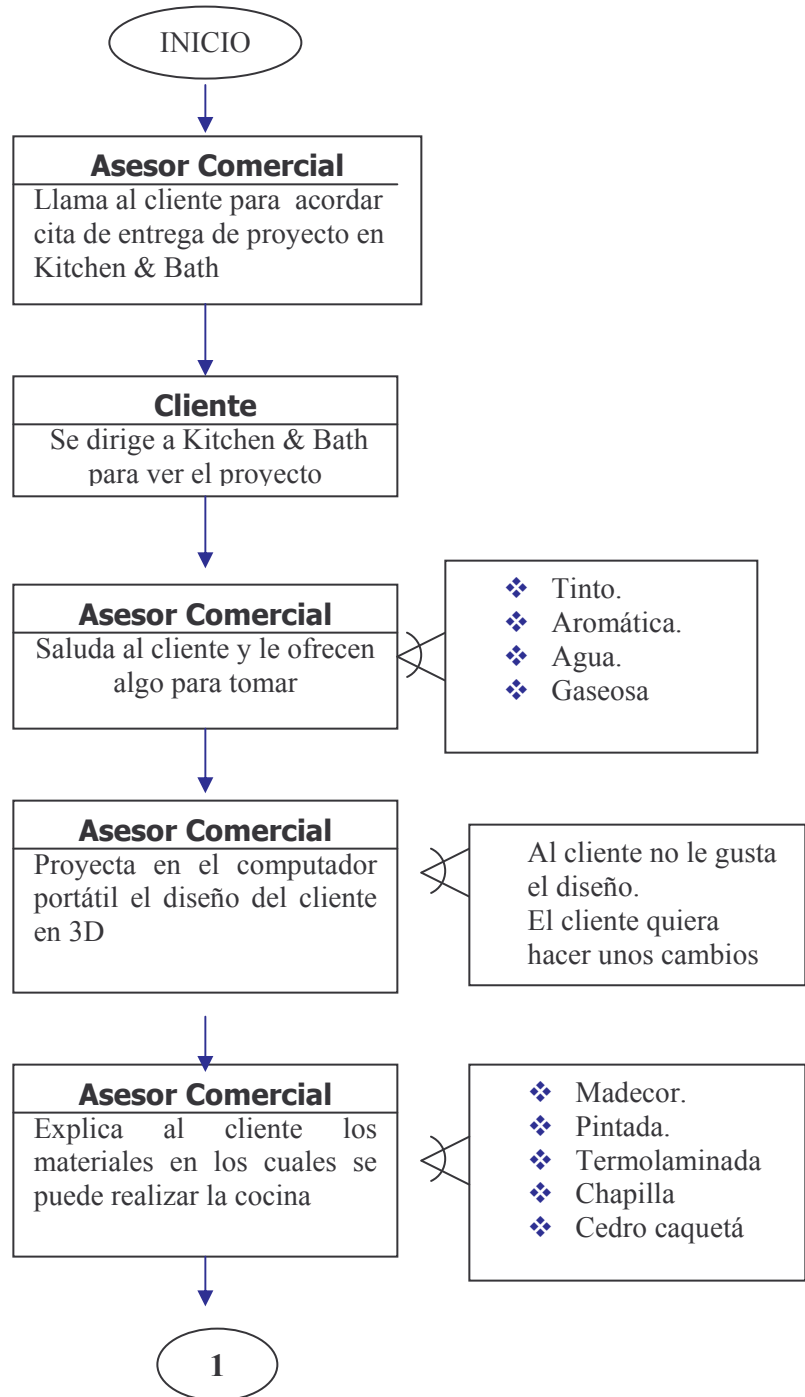 INICIO
Asesor Comercial
Llama al cliente para acordar
cita de entrega de proyecto en
Kitchen & Bath
Cliente
Se dirige a Kitchen & Bath
para ver el proyecto
Asesor Comercial
Saluda al cliente y le ofrecen
algo para tomar
❖ Tinto.
❖ Aromática.
❖ Agua.
❖ Gaseosa
Asesor Comercial
Proyecta en el computador
portátil el diseño del cliente
en 3D
Al cliente no le gusta
el diseño.
El cliente quiera
hacer unos cambios
Asesor Comercial
Explica al cliente los
materiales en los cuales se
puede realizar la cocina
❖ Madecor.
❖ Pintada.
❖ Termolaminada
❖ Chapilla
❖ Cedro caquetá
1